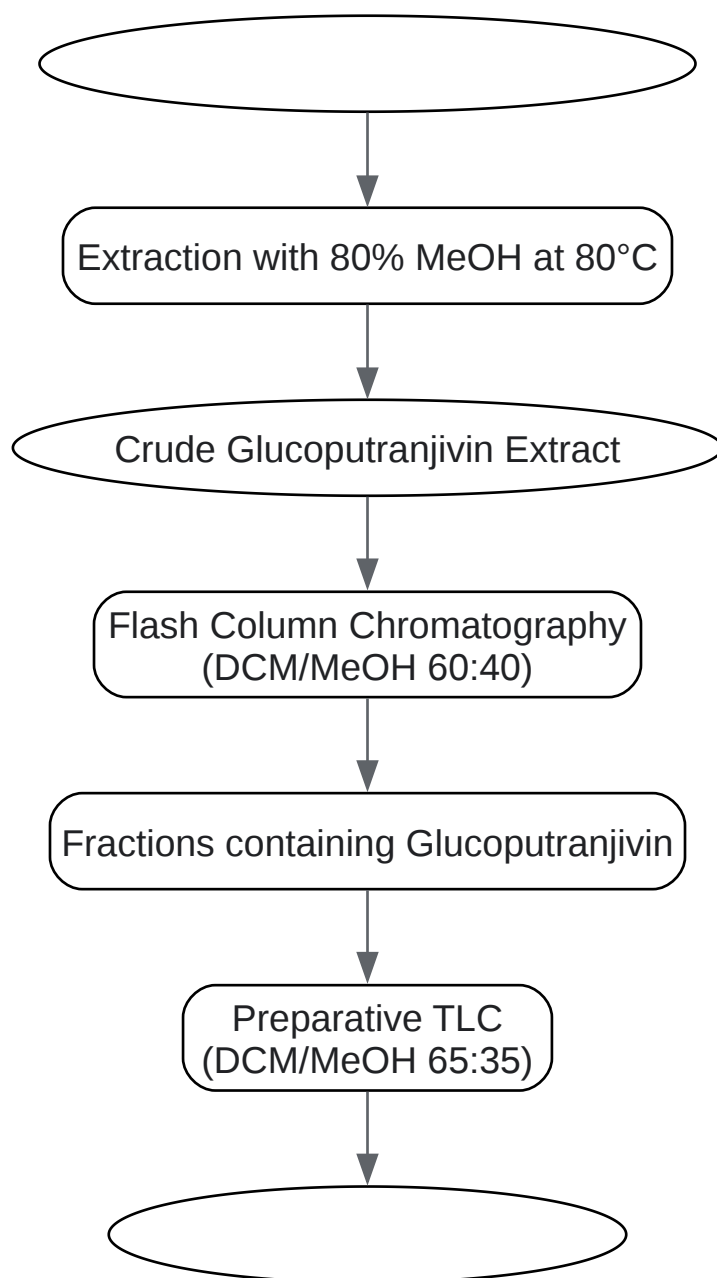 Extraction with 80% MeOH at 80°C
Crude Glucoputranjivin Extract
Flash Column Chromatography
(DCM/MeOH 60:40)
Fractions containing Glucoputranjivin
Preparative TLC
(DCM/MeOH 65:35)